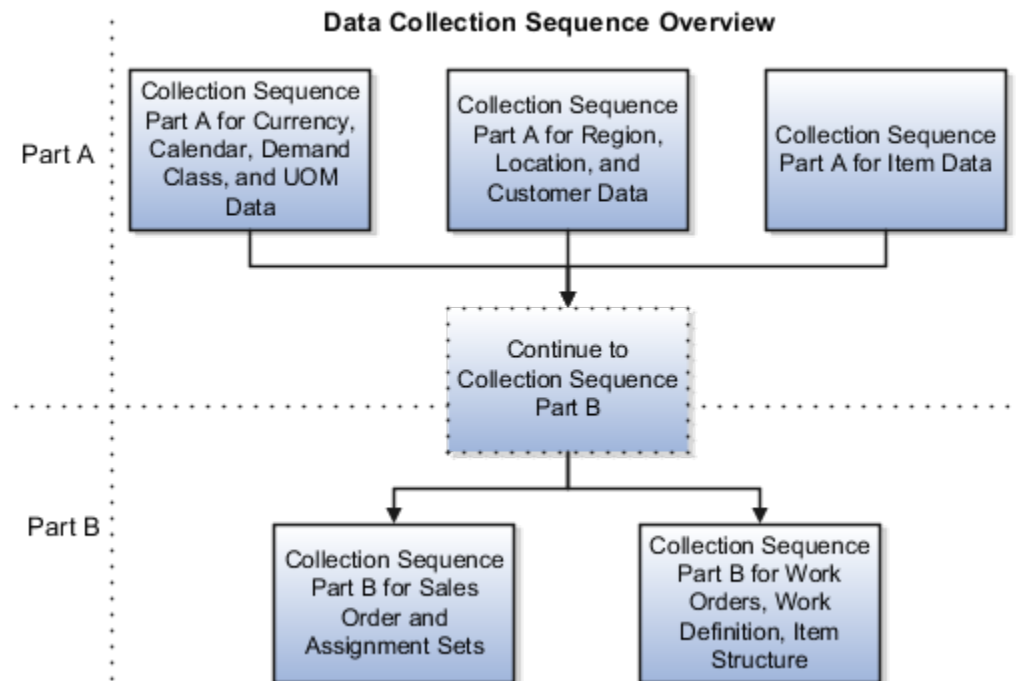 Data Collection Sequence Overview
Part A
Collection Sequence
Part A for Currency,
Calendar, Demand
Class, and UOM
Data
Collection Sequence
Part A for Region,
Location, and
Customer Data
Collection Sequence
Part A for Item Data
Continue to
Collection Sequence
Part B
Part B
Collection Sequence
Part B for Sales
Order and
Assignment Sets
Collection Sequence
Part B for Work
Orders, Work
Definition, Item
Structure